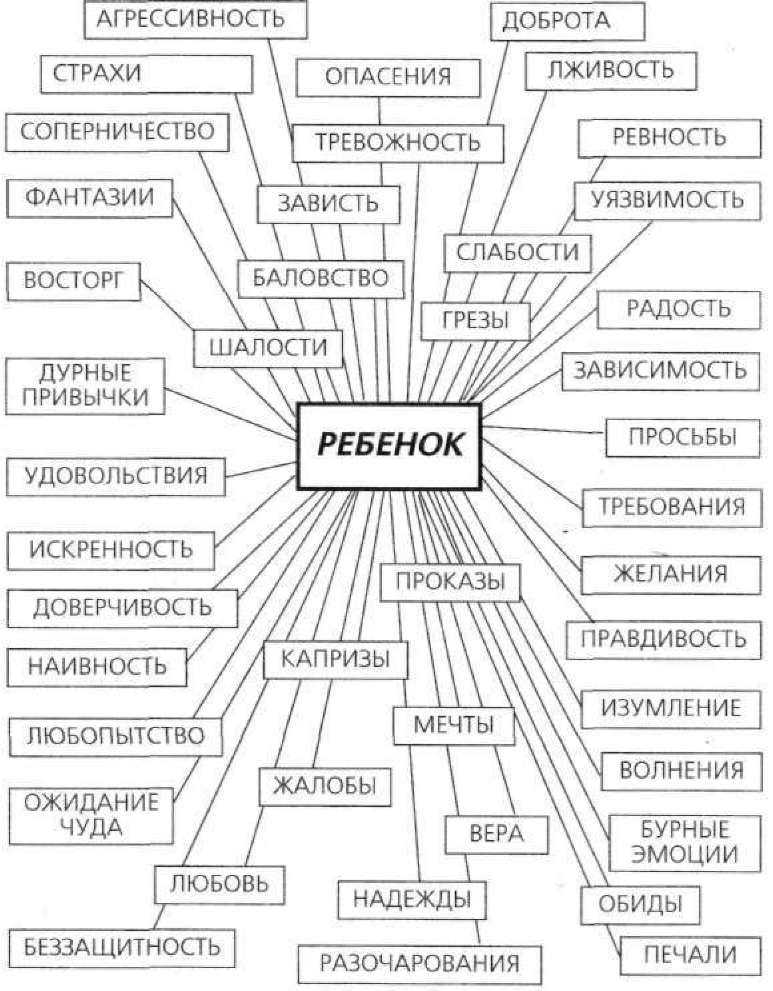 АГРЕССИВНОСТЬ
ДОБРОТА
СТРАХИ
ОПАСЕНИЯ
ЛЖИВОСТЬ
СОПЕРНИЧЕСТВО
ТРЕВОЖНОСТЬ
РЕВНОСТЬ
ФАНТАЗИИ
ЗАВИСТЬ
УЯЗВИМОСТЬ
СЛАБОСТИ
ВОСТОРГ
БАЛОВСТВО
РАДОСТЬ
ГРЕЗЫ
ШАЛОСТИ
ЗАВИСИМОСТЬ
ДУРНЫЕ
ПРИВЫЧКИ
РЕБЕНОК
ПРОСЬБЫ
УДОВОЛЬСТВИЯ
ТРЕБОВАНИЯ
ИСКРЕННОСТЬ
ЖЕЛАНИЯ
ПРОКАЗЫ
ДОВЕРЧИВОСТЬ
ПРАВДИВОСТЬ
НАИВНОСТЬ
КАПРИЗЫ
ИЗУМЛЕНИЕ
МЕЧТЫ
ЛЮБОПЫТСТВО
ВОЛНЕНИЯ
ЖАЛОБЫ
ОЖИДАНИЕ
ЧУДА
ВЕРА
БУРНЫЕ
ЭМОЦИИ
ЛЮБОВЬ
НАДЕЖДЫ
ОБИДЫ
БЕЗЗАЩИТНОСТЬ
РАЗОЧАРОВАНИЯ
ПЕЧАЛИ